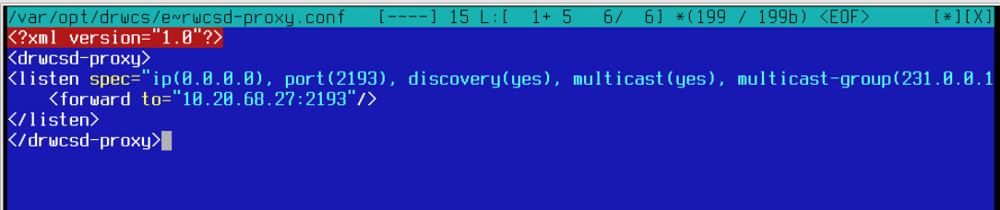 /var/opt/drwcs/e~rwcsd-proxy.conf   [----] 15 L:[  1+ 5   6/  6] *(199 / 199b) <EOF>      [*][X]
<?xml version="1.0"?>
<drwcsd-proxy>
<listen spec="ip(0.0.0.0), port(2193), discovery(yes), multicast(yes), multicast-group(231.0.0.1
    <forward to="10.20.68.27:2193"/>
</listen>
</drwcsd-proxy>